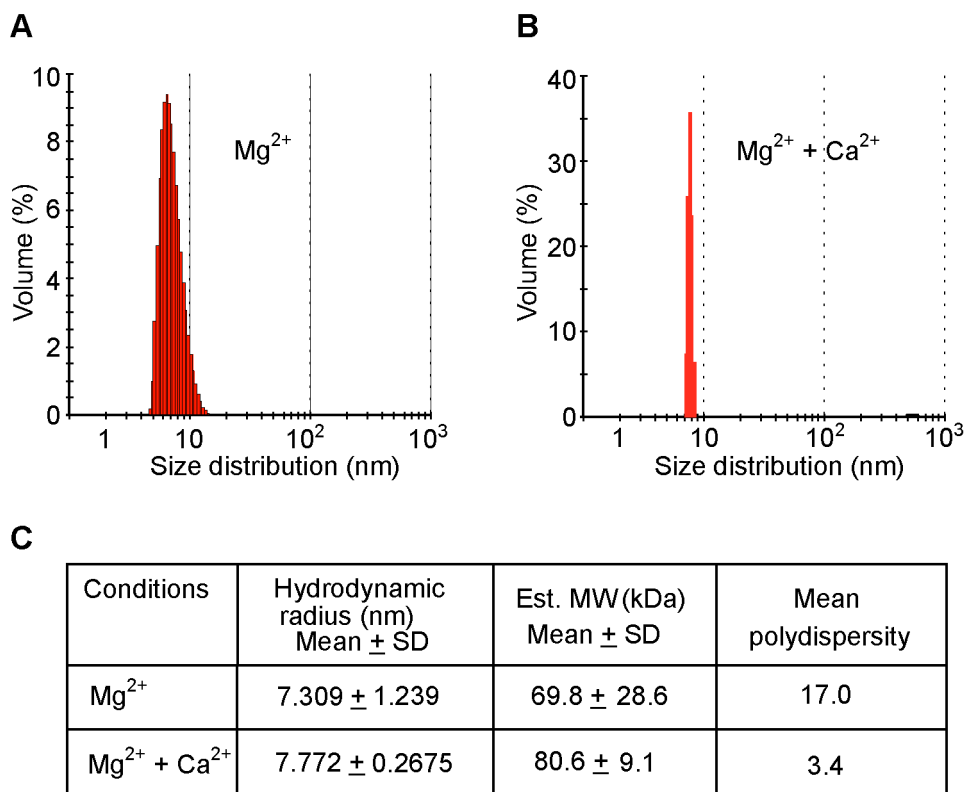 A
10
8
6
4
2
0
Volume (%)
Mg²⁺
1 10 10² 10³
Size distribution (nm)
B
40
30
20
10
0
Volume (%)
Mg²⁺ + Ca²⁺
1 10 10² 10³
Size distribution (nm)
C
Conditions
Hydrodynamic
radius (nm)
Mean ± SD
Est. MW (kDa)
Mean ± SD
Mean
polydispersity
Mg²⁺ 7.309 ± 1.239 69.8 ± 28.6 17.0
Mg²⁺ + Ca²⁺ 7.772 ± 0.2675 80.6 ± 9.1 3.4